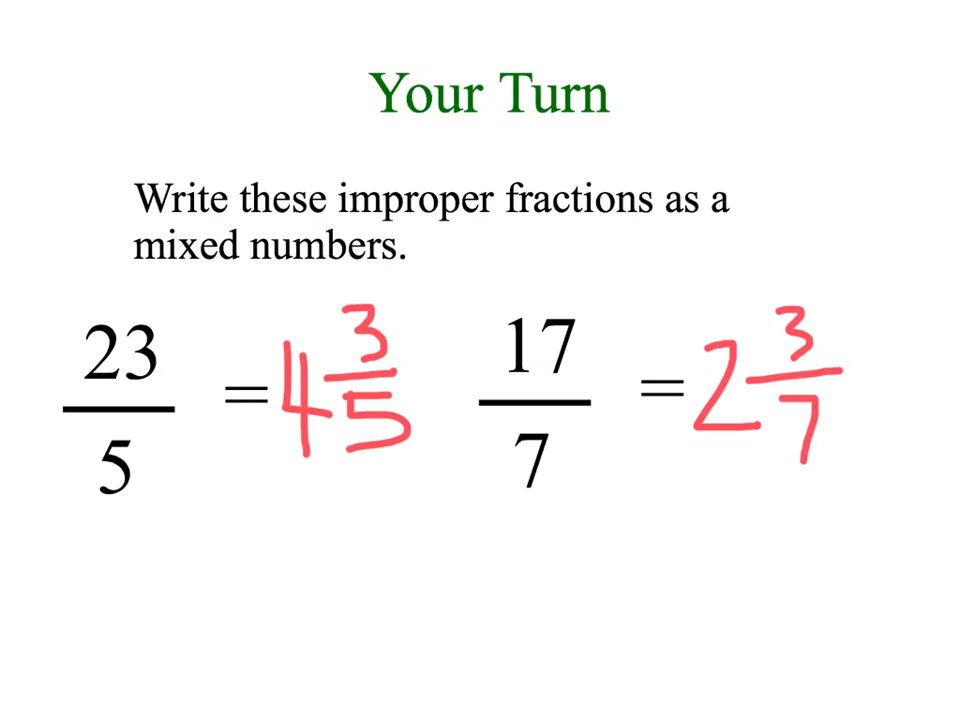 Your Turn
Write these improper fractions as a
mixed numbers.
23/5 = 4 3/5
17/7 = 2 3/7